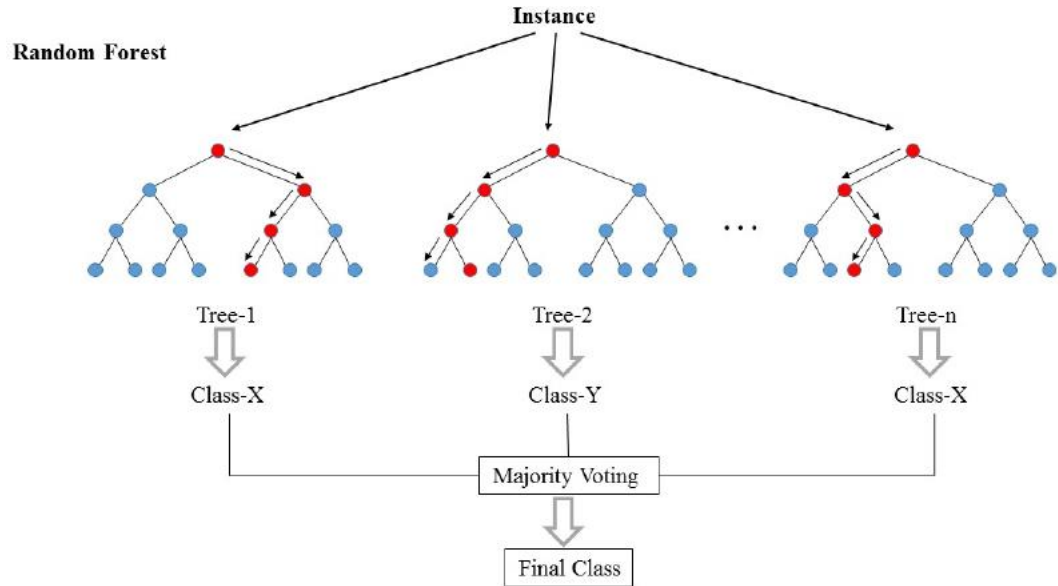 Instance
Random Forest
. . .
Tree-1
Tree-2
Tree-n
Class-X
Class-Y
Class-X
Majority Voting
Final Class